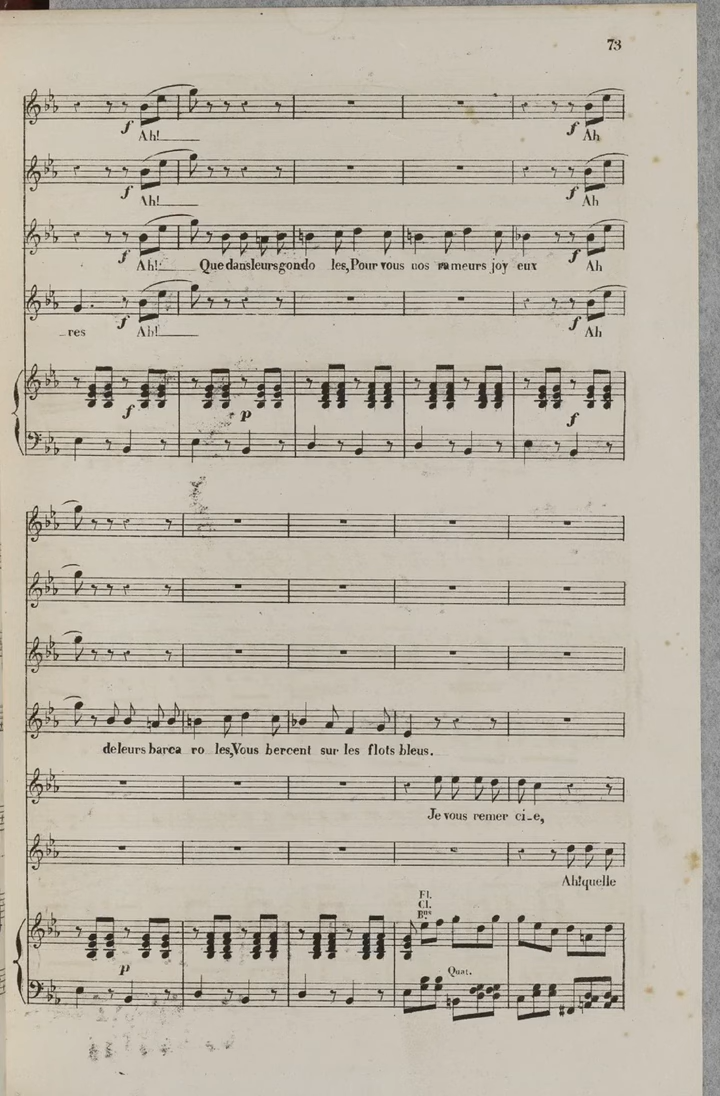 73
f Ah! f Ah
f Ah! f Ah
f Ah! Que dans leurs gondo les, Pour vous nos rameurs joy eux f Ah
_res f Ah! f Ah
f p f
de leurs barca ro les, Vous bercent sur les flots bleus.
Je vous remer ci_e,
Ah! quelle
Fl.
Cl.
Bns
p Quat.